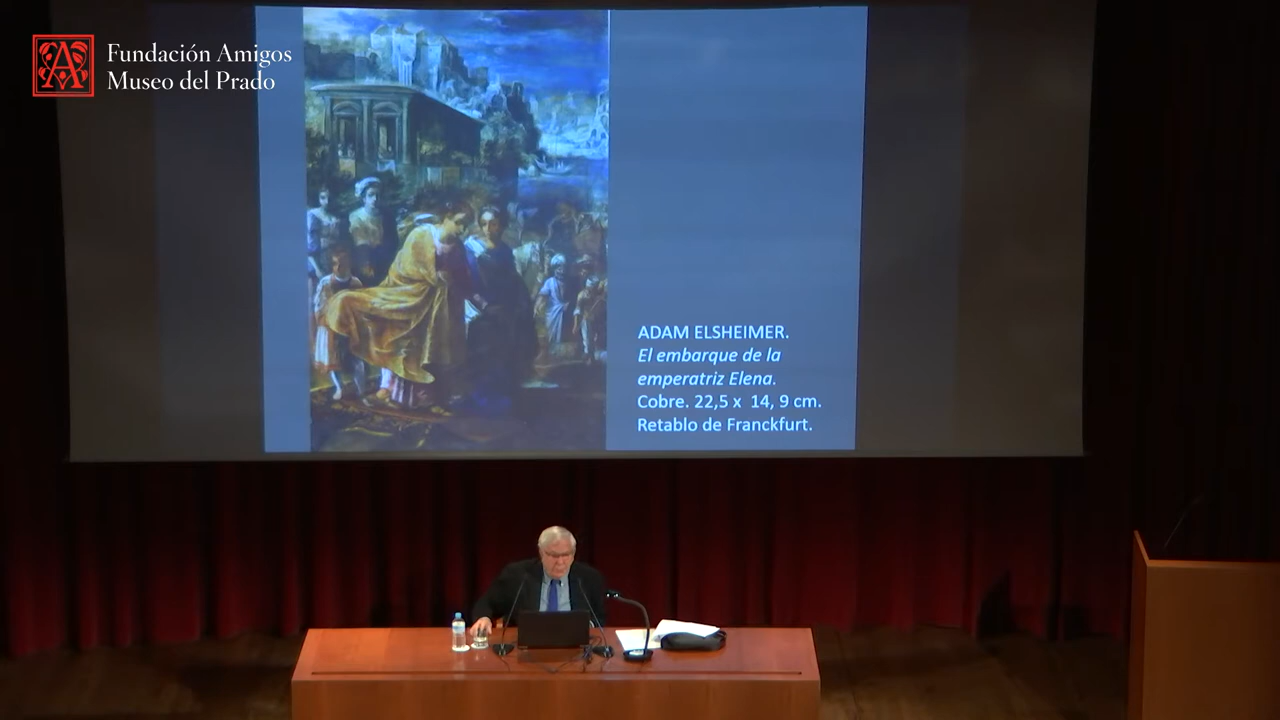 Fundación Amigos
Museo del Prado
ADAM ELSHEIMER.
El embarque de la
emperatriz Elena.
Cobre. 22,5 x 14, 9 cm.
Retablo de Franckfurt.